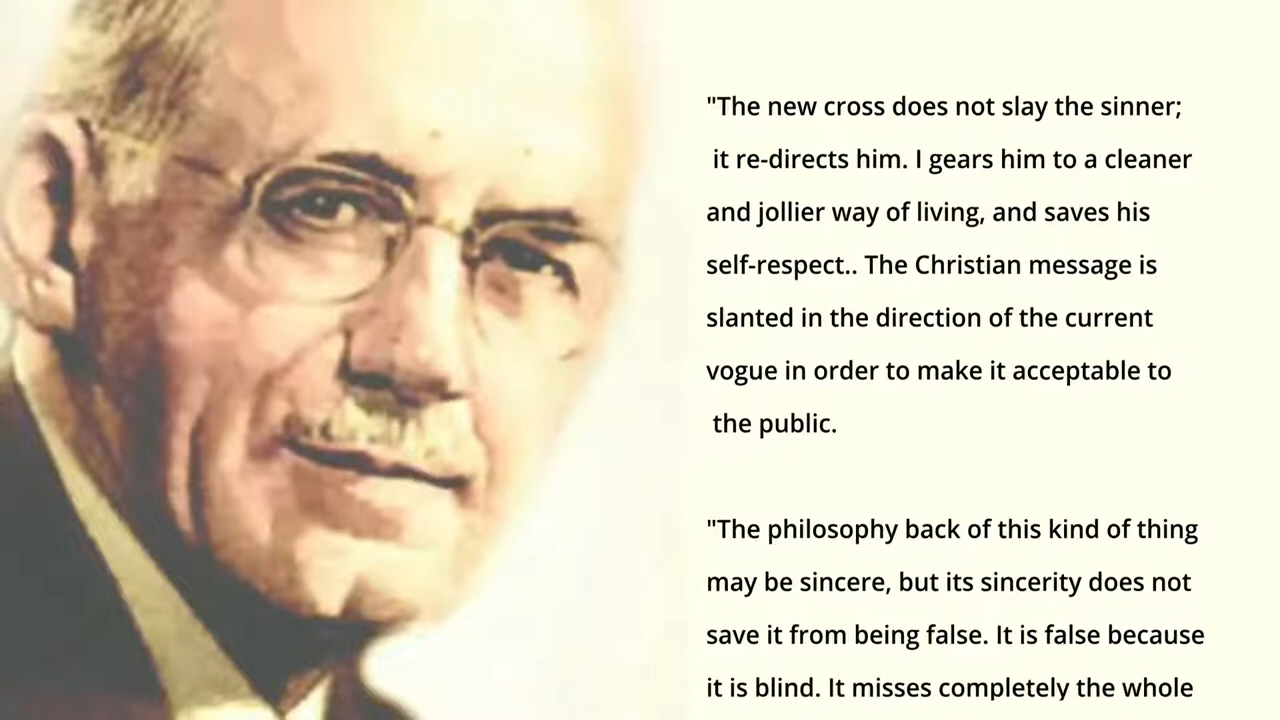 "The new cross does not slay the sinner;
it re-directs him. I gears him to a cleaner
and jollier way of living, and saves his
self-respect.. The Christian message is
slanted in the direction of the current
vogue in order to make it acceptable to
the public.
"The philosophy back of this kind of thing
may be sincere, but its sincerity does not
save it from being false. It is false because
it is blind. It misses completely the whole